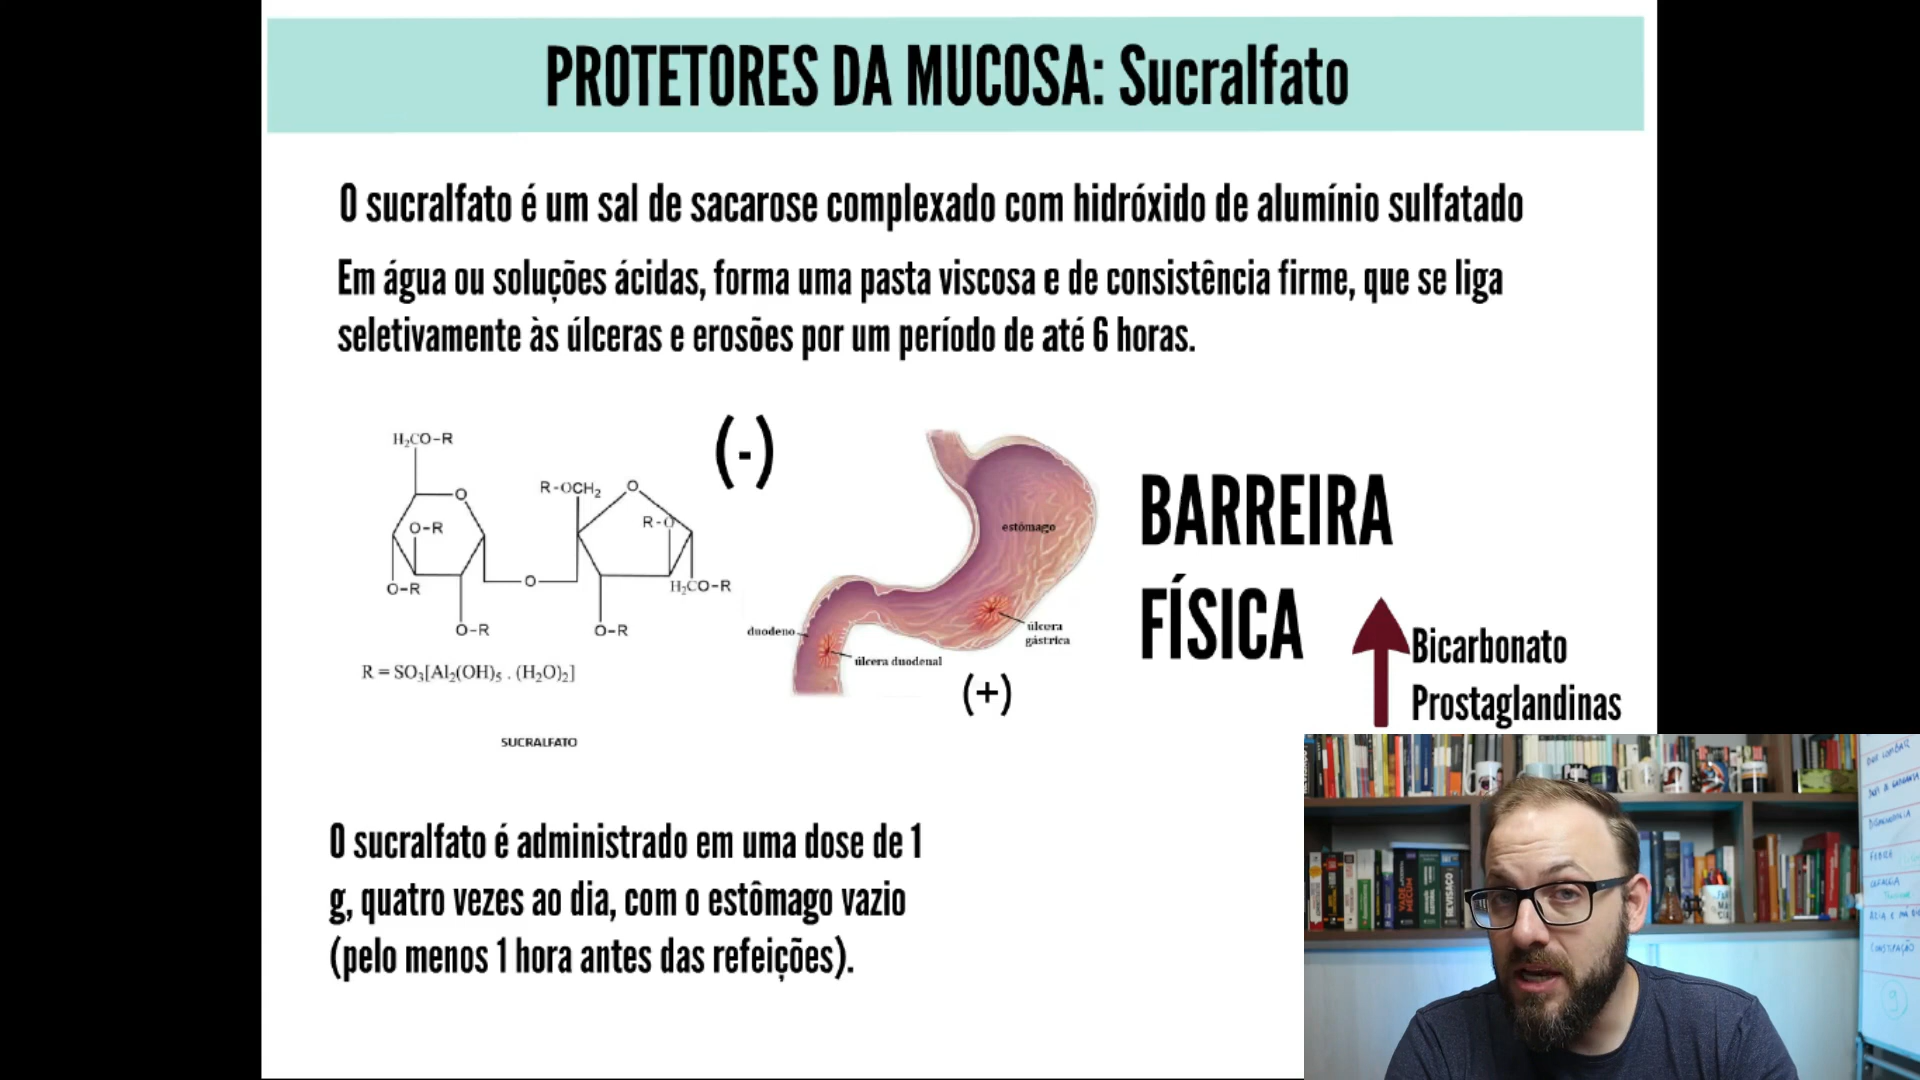 PROTETORES DA MUCOSA: Sucralfato
O sucralfato é um sal de sacarose complexado com hidróxido de alumínio sulfatado
Em água ou soluções ácidas, forma uma pasta viscosa e de consistência firme, que se liga
seletivamente às úlceras e erosões por um período de até 6 horas.
(-)
H₂CO-R
O
O-R
O-R
O-R
O
R-OCH₂
O
R-O
H₂CO-R
O-R
R = SO₃[Al₂(OH)₅ . (H₂O)₂]
SUCRALFATO
estômago
duodeno
úlcera duodenal
úlcera
gástrica
(+)
BARREIRA
FÍSICA
Bicarbonato
Prostaglandinas
O sucralfato é administrado em uma dose de 1
g, quatro vezes ao dia, com o estômago vazio
(pelo menos 1 hora antes das refeições).
REVISAÇO
CONSTIPAÇÃO